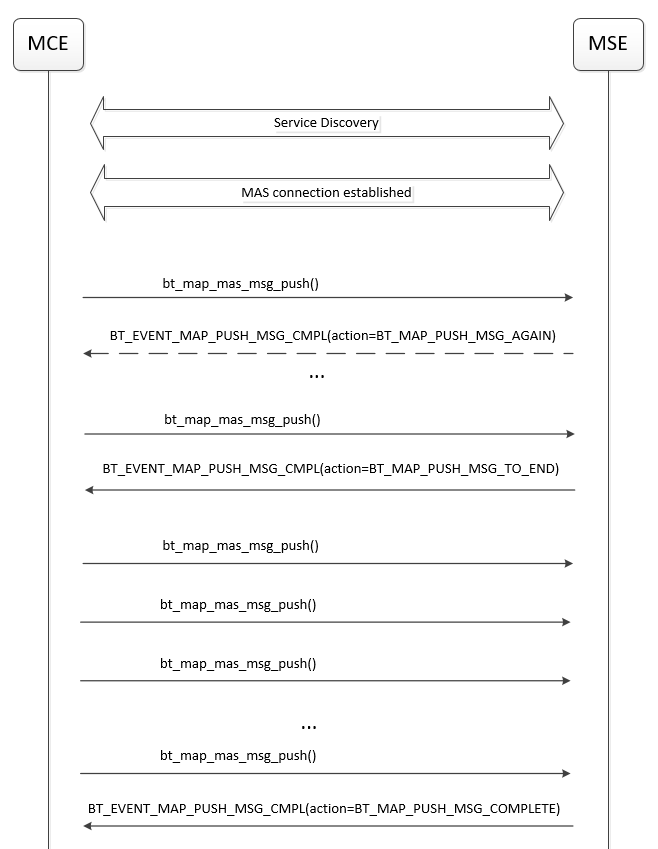 MCE
MSE
Service Discovery
MAS connection established
bt_map_mas_msg_push()
BT_EVENT_MAP_PUSH_MSG_CMPL(action=BT_MAP_PUSH_MSG_AGAIN)
...
bt_map_mas_msg_push()
BT_EVENT_MAP_PUSH_MSG_CMPL(action=BT_MAP_PUSH_MSG_TO_END)
bt_map_mas_msg_push()
bt_map_mas_msg_push()
bt_map_mas_msg_push()
...
bt_map_mas_msg_push()
BT_EVENT_MAP_PUSH_MSG_CMPL(action=BT_MAP_PUSH_MSG_COMPLETE)